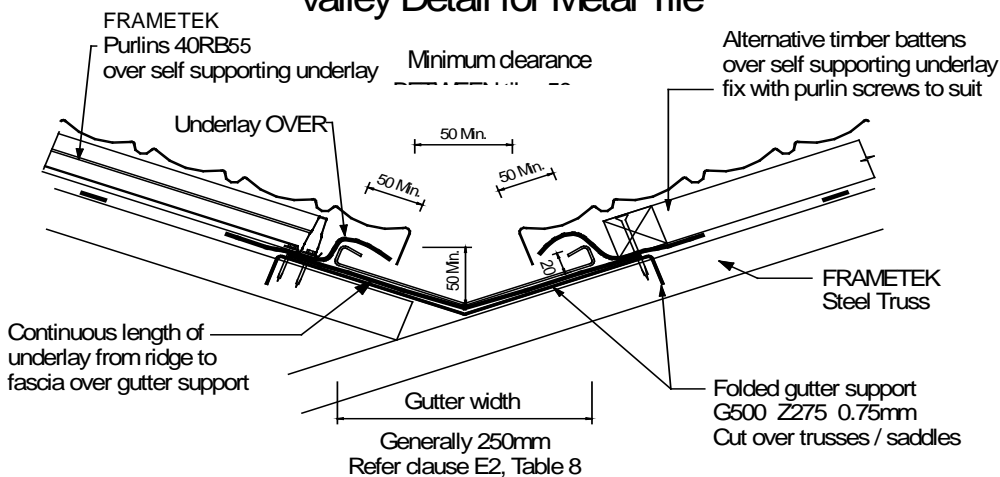 Valley Detail for Metal Tile
FRAMETEK
Purlins 40RB55
over self supporting underlay
Minimum clearance
Alternative timber battens
over self supporting underlay
fix with purlin screws to suit
Underlay OVER
50 Min.
50 Min.
50 Min.
50 Min.
20
FRAMETEK
Steel Truss
Continuous length of
underlay from ridge to
fascia over gutter support
Gutter width
Generally 250mm
Refer clause E2, Table 8
Folded gutter support
G500 Z275 0.75mm
Cut over trusses / saddles